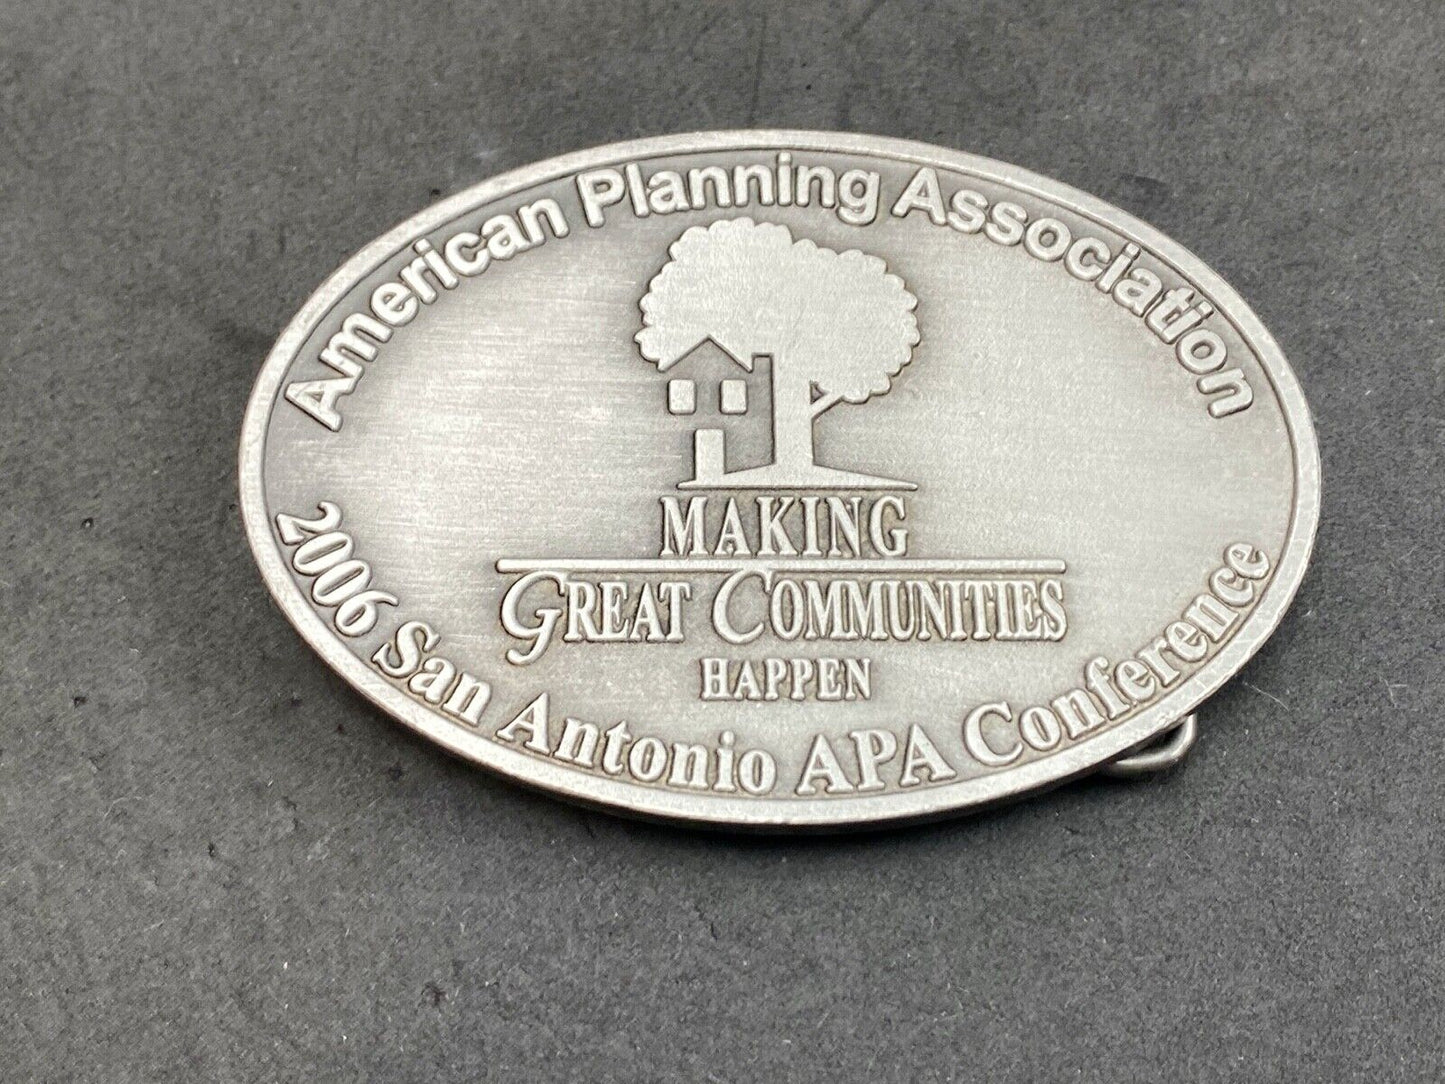 American Planning Association
MAKING
GREAT COMMUNITIES
HAPPEN
2006 San Antonio APA Conference